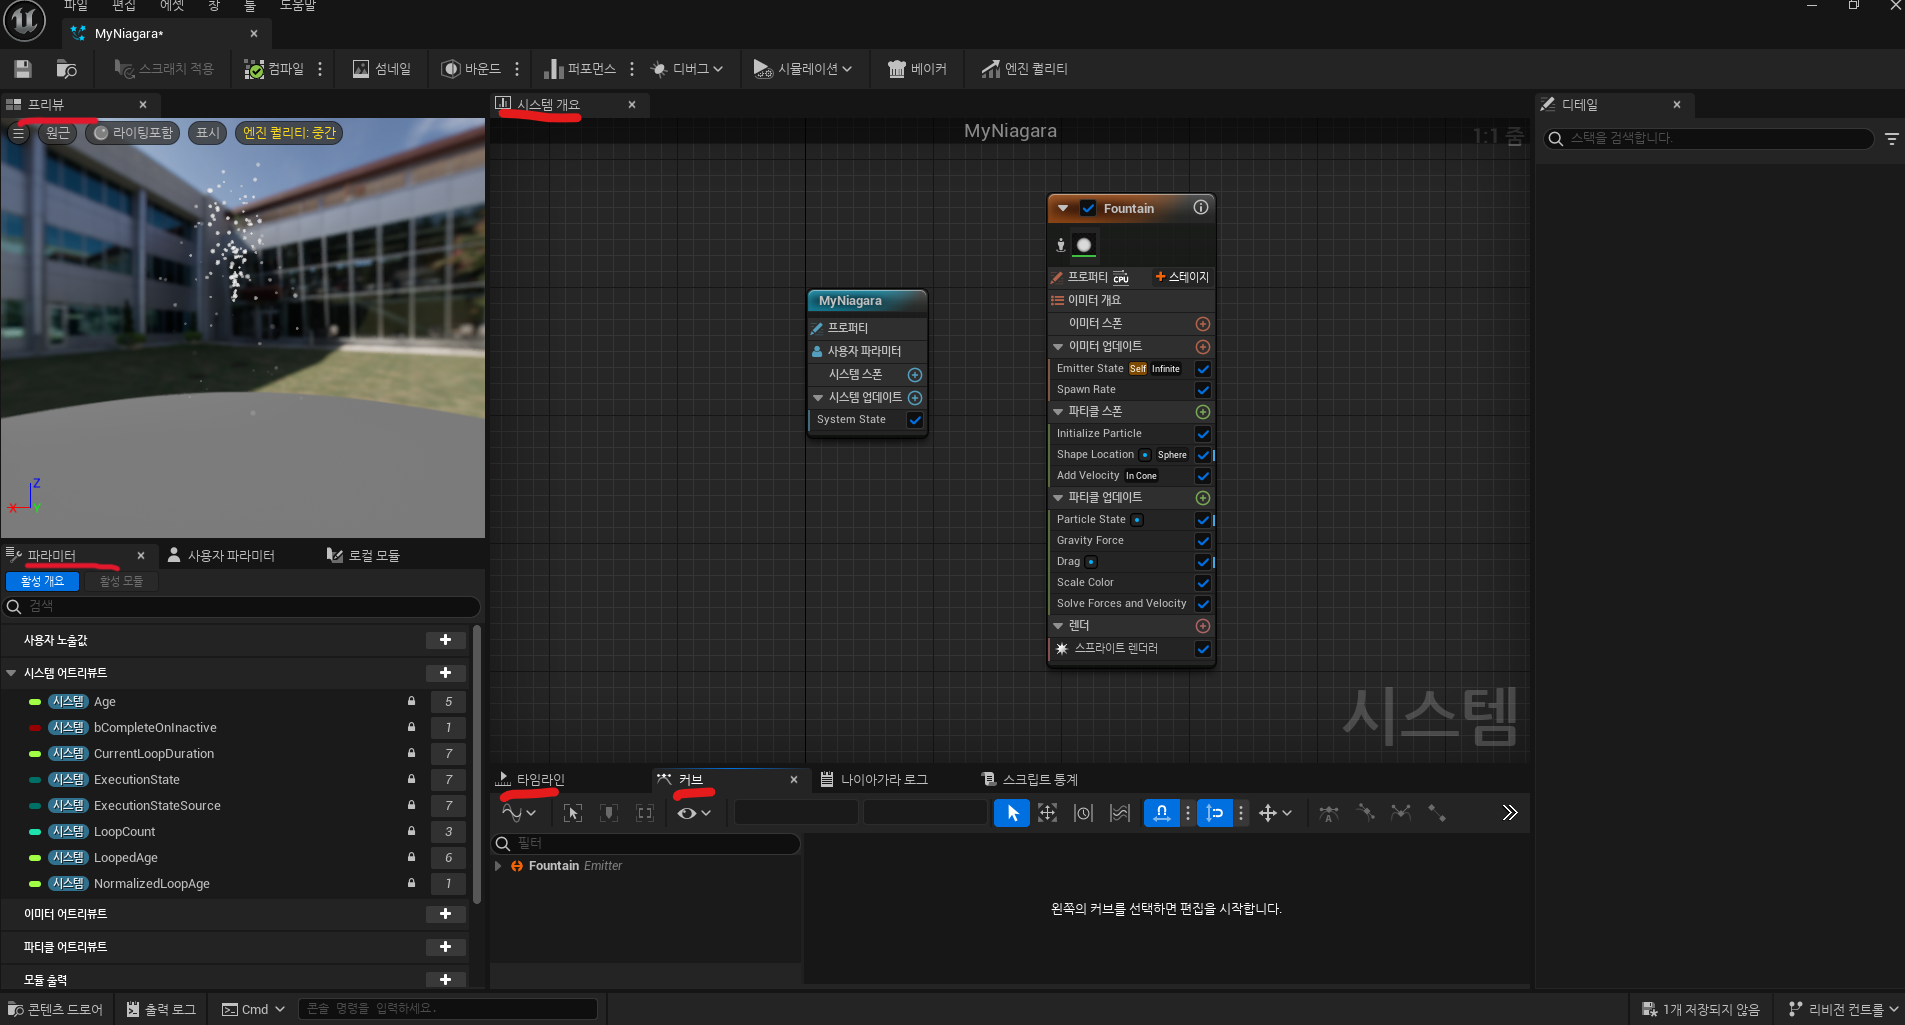 파일 편집 에셋 창 툴 도움말
MyNiagara*
스크래치 적용 컴파일 섬네일 바운드 퍼포먼스 디버그 시뮬레이션 베이커 엔진 퀄리티
프리뷰
원근 라이팅포함 표시 엔진 퀄리티: 중간
Z
X
Y
시스템 개요
MyNiagara
1:1 줌
MyNiagara
프로퍼티
사용자 파라미터
시스템 스폰
시스템 업데이트
System State
Fountain
프로퍼티 CPU + 스테이지
이미터 개요
이미터 스폰
이미터 업데이트
Emitter State Self Infinite
Spawn Rate
파티클 스폰
Initialize Particle
Shape Location Sphere
Add Velocity In Cone
파티클 업데이트
Particle State
Gravity Force
Drag
Scale Color
Solve Forces and Velocity
렌더
스프라이트 렌더러
시스템
디테일
스택을 검색합니다.
파라미터 사용자 파라미터 로컬 모듈
활성 개요 활성 모듈
검색
사용자 노출값
시스템 어트리뷰트
시스템 Age 5
시스템 bCompleteOnInactive 1
시스템 CurrentLoopDuration 7
시스템 ExecutionState 7
시스템 ExecutionStateSource 7
시스템 LoopCount 3
시스템 LoopedAge 6
시스템 NormalizedLoopAge 1
이미터 어트리뷰트
파티클 어트리뷰트
모듈 출력
타임라인 커브 나이아가라 로그 스크립트 통계
필터
Fountain Emitter
왼쪽의 커브를 선택하면 편집을 시작합니다.
콘텐츠 드로어 출력 로그 Cmd 콘솔 명령을 입력하세요. 1개 저장되지 않음 리비전 컨트롤